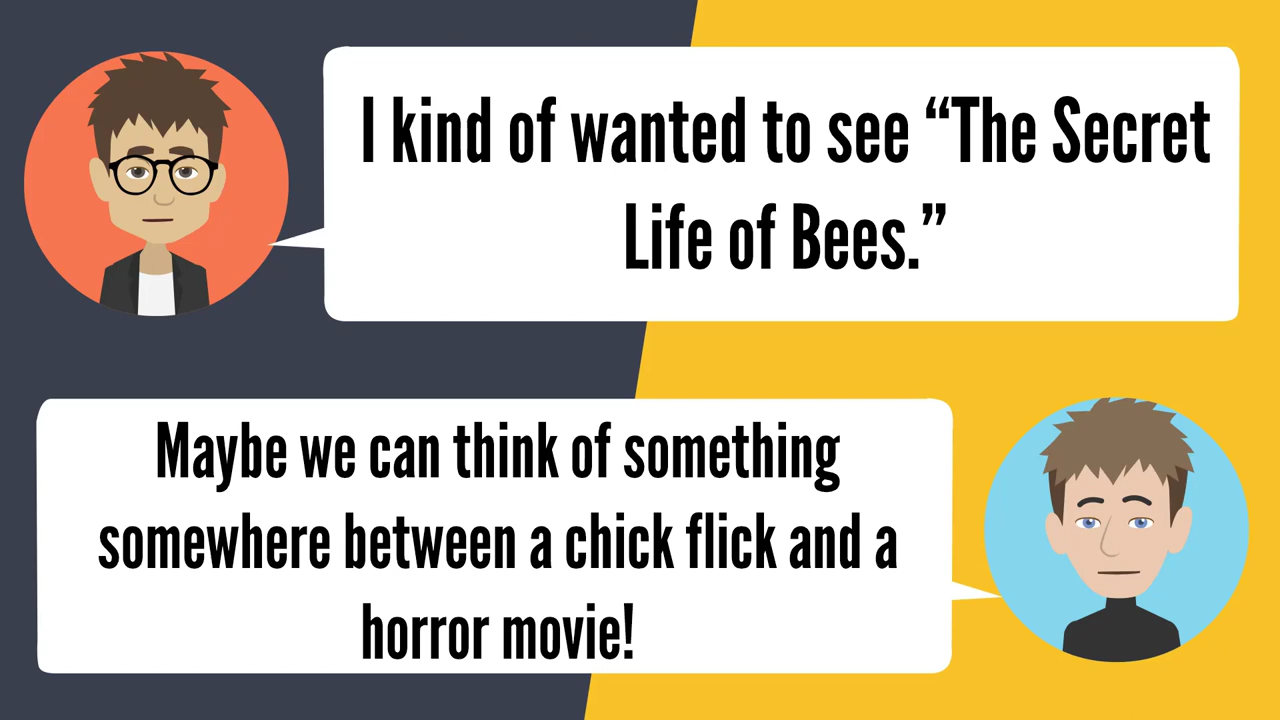 I kind of wanted to see “The Secret
Life of Bees.”
Maybe we can think of something
somewhere between a chick flick and a
horror movie!